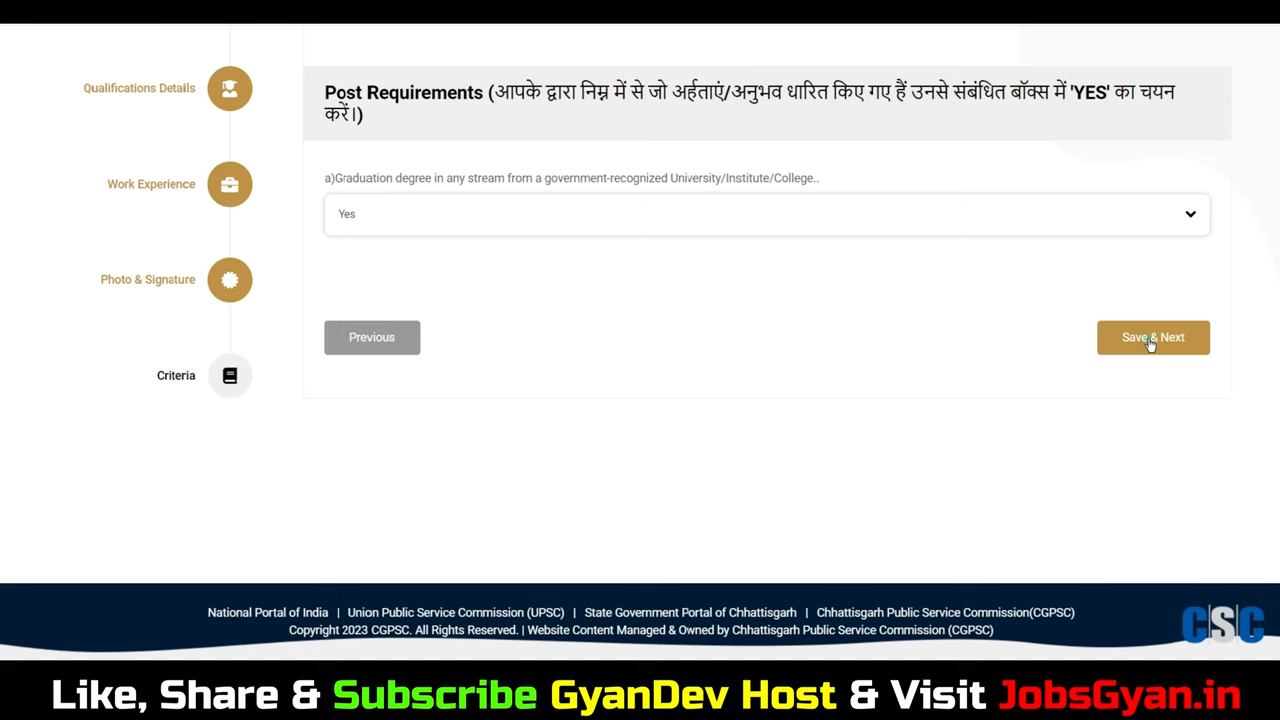 Qualifications Details
Post Requirements (आपके द्वारा निम्न में से जो अर्हताएं/अनुभव धारित किए गए हैं उनसे संबंधित बॉक्स में 'YES' का चयन
करें।)
Work Experience
a)Graduation degree in any stream from a government-recognized University/Institute/College..
Yes
Photo & Signature
Previous
Save & Next
Criteria
National Portal of India | Union Public Service Commission (UPSC) | State Government Portal of Chhattisgarh | Chhattisgarh Public Service Commission(CGPSC)
Copyright 2023 CGPSC. All Rights Reserved. | Website Content Managed & Owned by Chhattisgarh Public Service Commission (CGPSC)
CSC
Like, Share & Subscribe GyanDev Host & Visit JobsGyan.in